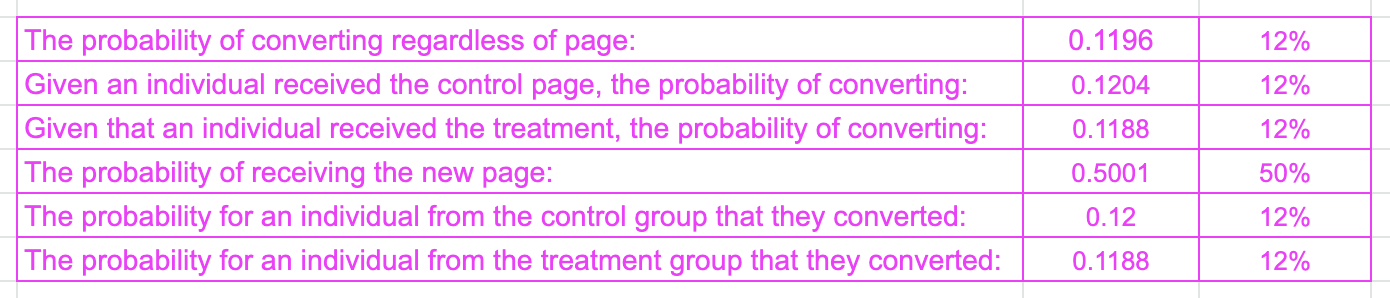 The probability of converting regardless of page: 0.1196 12%
Given an individual received the control page, the probability of converting: 0.1204 12%
Given that an individual received the treatment, the probability of converting: 0.1188 12%
The probability of receiving the new page: 0.5001 50%
The probability for an individual from the control group that they converted: 0.12 12%
The probability for an individual from the treatment group that they converted: 0.1188 12%